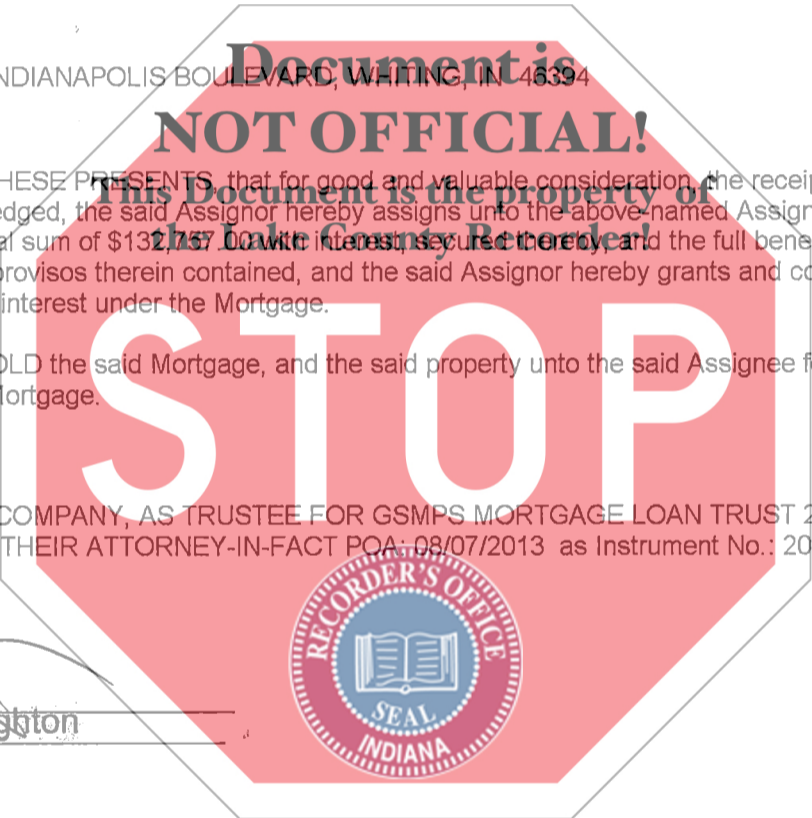 Document is
NDIANAPOLIS BOULEVARD, WHITING, IN 46394
NOT OFFICIAL!
HESE PRESENTS, that for good and valuable consideration, the recei
This Document is the property of
edged, the said Assignor hereby assigns unto the above-named Assign
the Lake County Recorder!
al sum of $132,767.00 with interest, secured thereby, and the full bene
provisos therein contained, and the said Assignor hereby grants and co
interest under the Mortgage.
OLD the said Mortgage, and the said property unto the said Assignee f
Mortgage.
STOP
COMPANY, AS TRUSTEE FOR GSMPS MORTGAGE LOAN TRUST 2
THEIR ATTORNEY-IN-FACT POA: 08/07/2013 as Instrument No.: 20
RECORDER'S OFFICE
SEAL
INDIANA
ghton